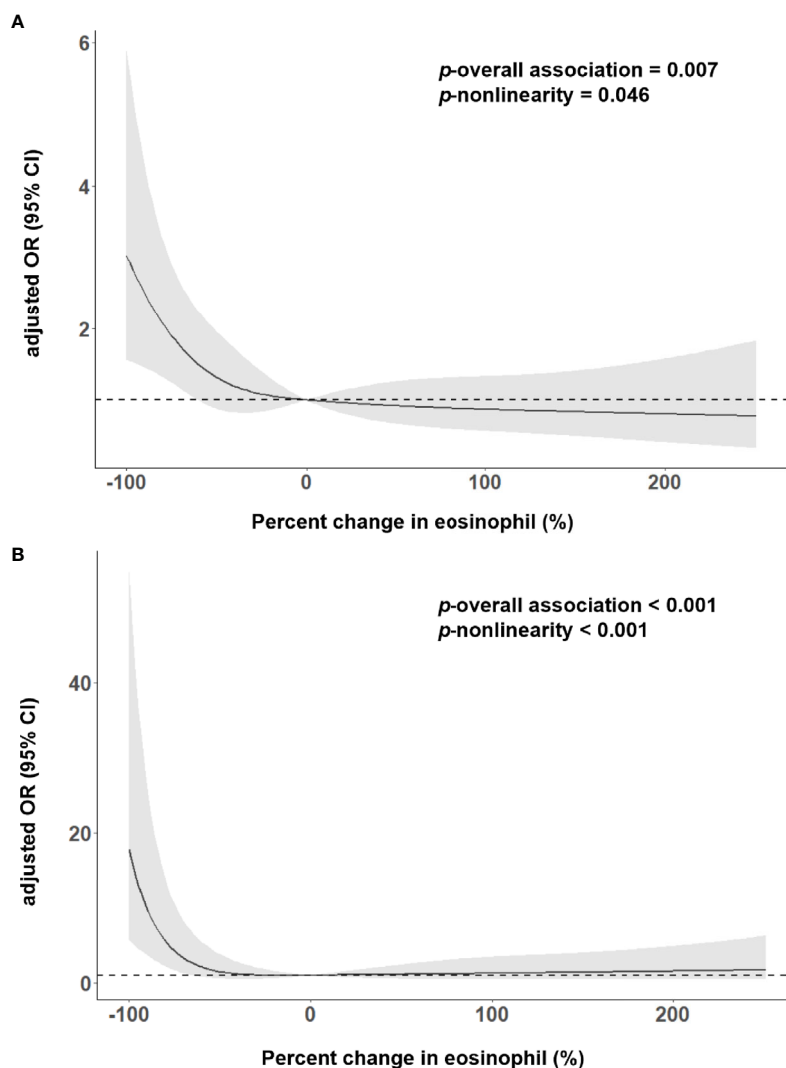 A
6
4
2
adjusted OR (95% CI)
p-overall association = 0.007
p-nonlinearity = 0.046
-100 0 100 200
Percent change in eosinophil (%)
B
40
20
0
adjusted OR (95% CI)
p-overall association < 0.001
p-nonlinearity < 0.001
-100 0 100 200
Percent change in eosinophil (%)